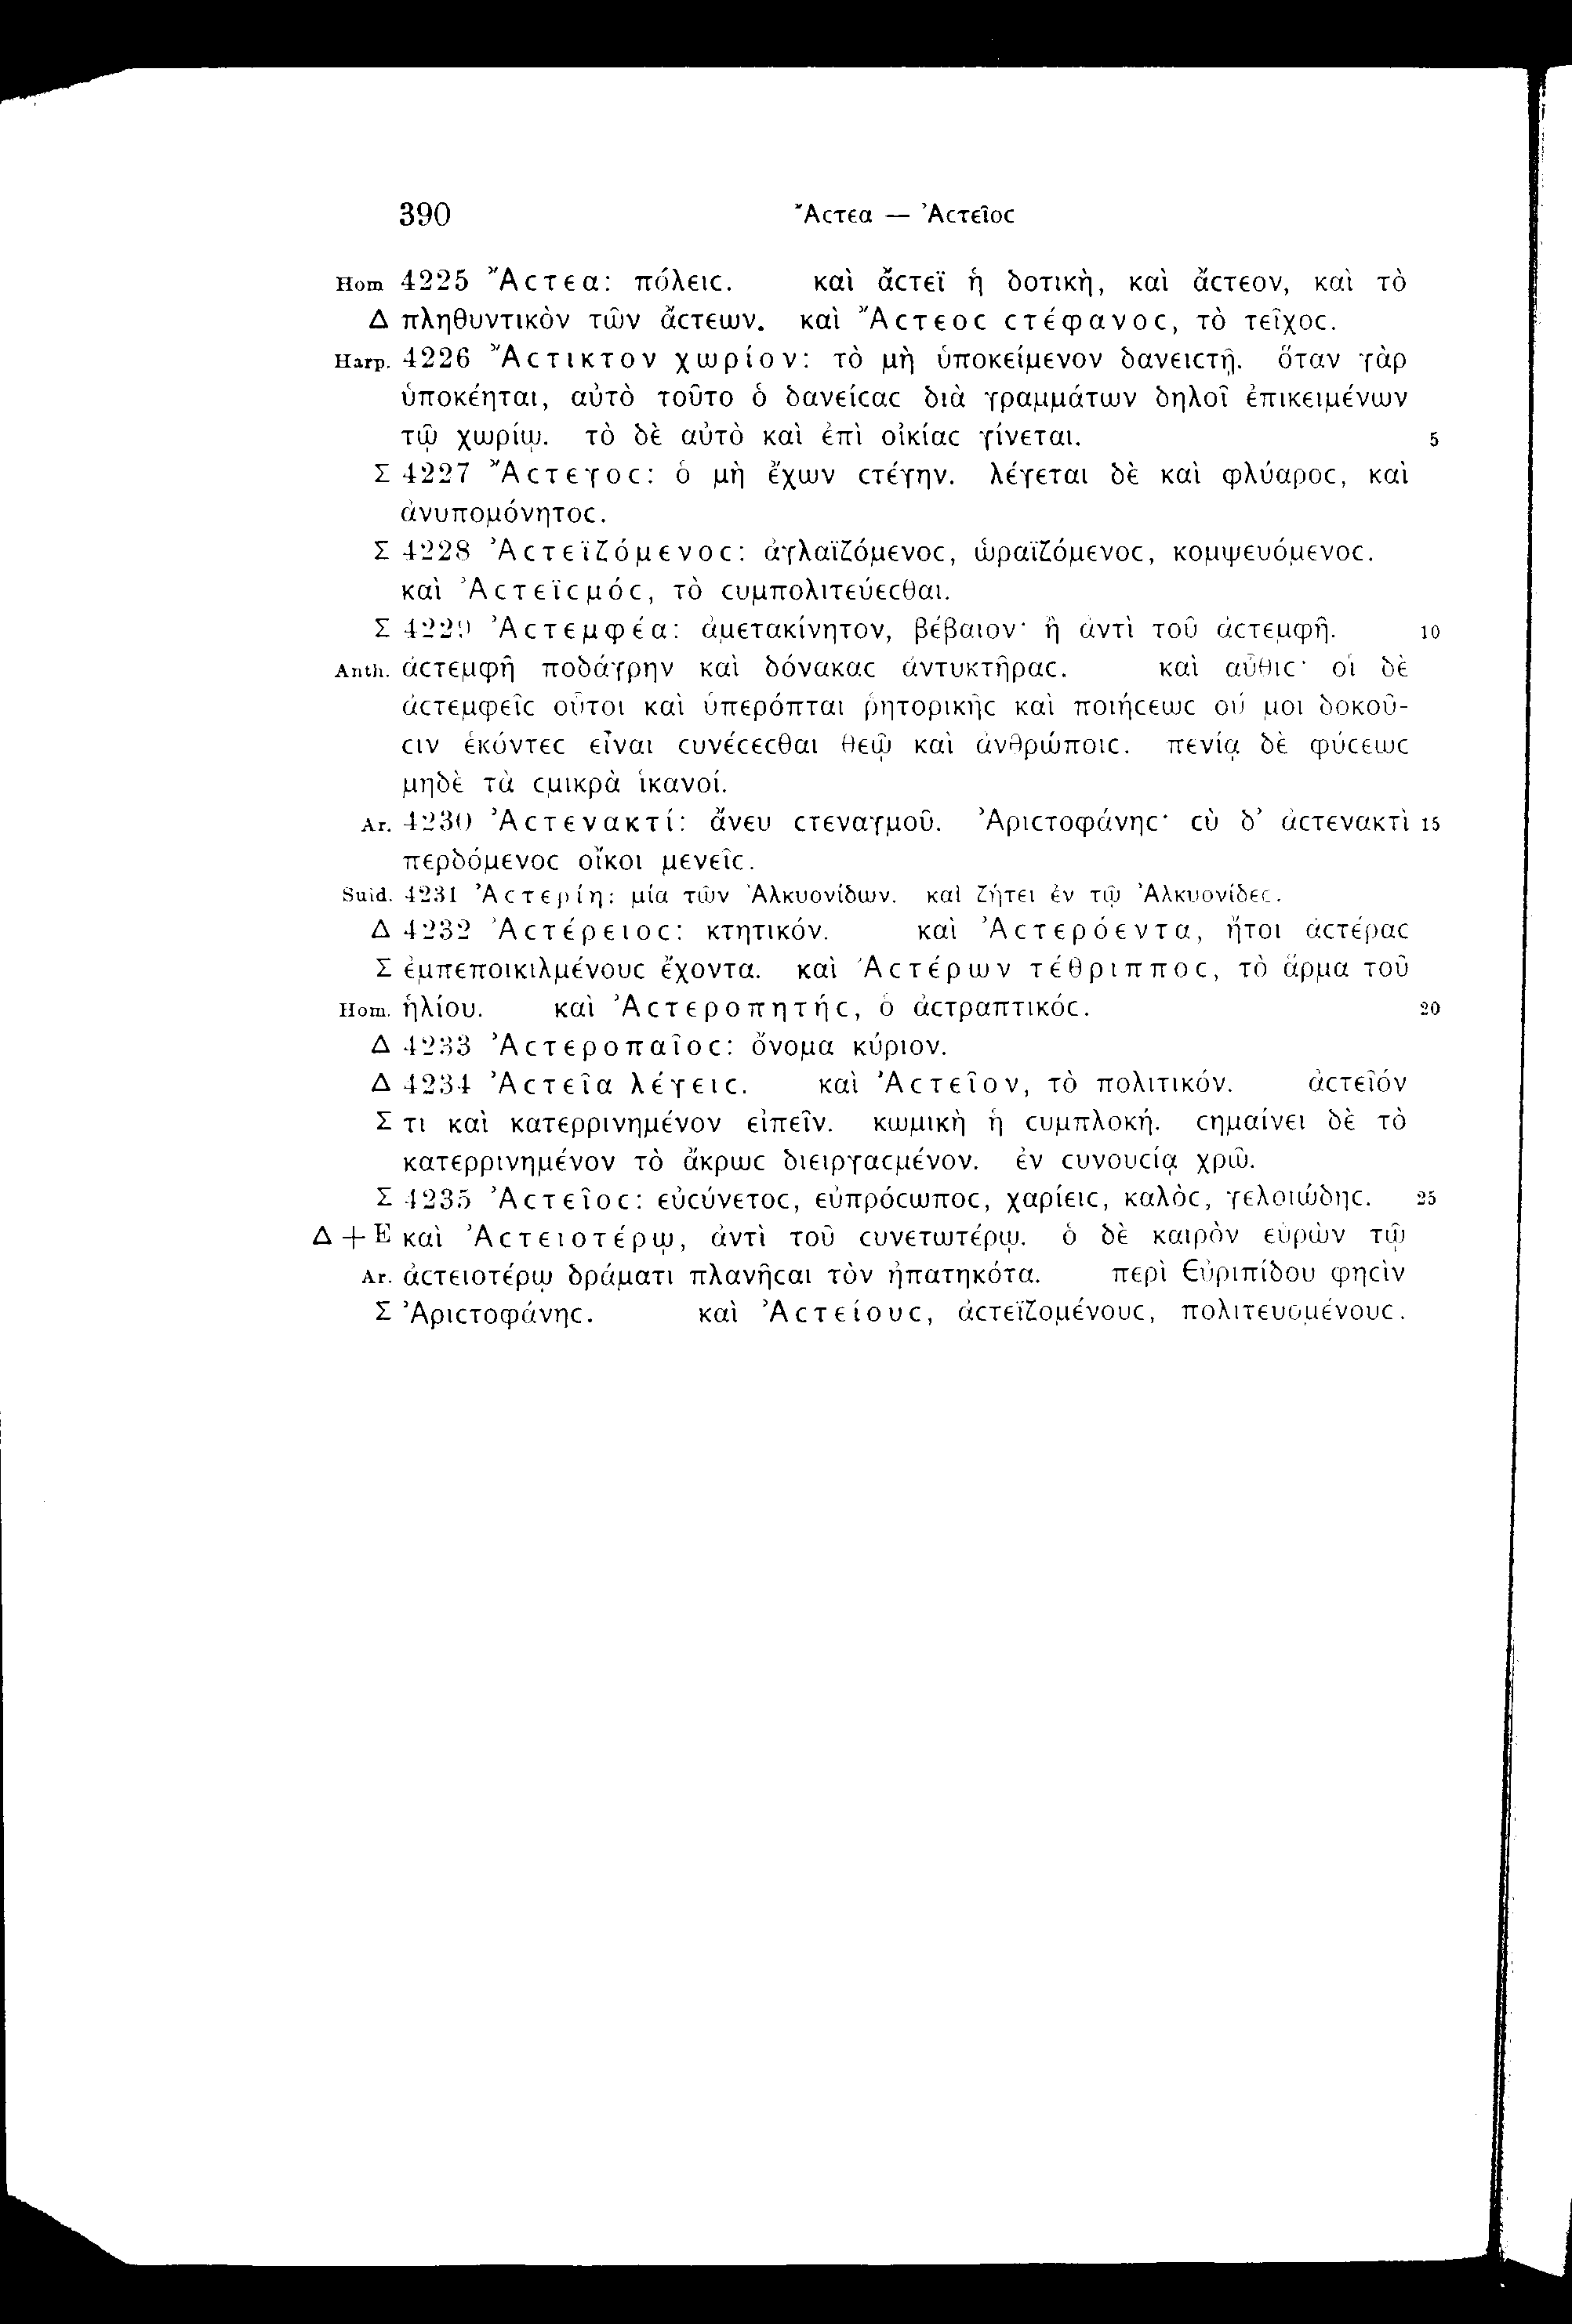 390 Ἄϲτεα — Ἀϲτεῖοϲ
Hom 4225 Ἄϲτεα: πόλειϲ. καὶ ἄϲτεϊ ἡ δοτικὴ, καὶ ἄϲτεον, καὶ τὸ
Δ πληθυντικὸν τῶν ἄϲτεων. καὶ Ἄϲτεοϲ ϲτέφανοϲ, τὸ τεῖχοϲ.
Harp. 4226 Ἄϲτικτον χωρίον: τὸ μὴ ὑποκείμενον δανειϲτῇ. ὅταν γὰρ
ὑποκέηται, αὐτὸ τοῦτο ὁ δανείϲαϲ διὰ γραμμάτων δηλοῖ ἐπικειμένων
τῷ χωρίῳ. τὸ δὲ αὐτὸ καὶ ἐπὶ οἰκίαϲ γίνεται. 5
Σ 4227 Ἄϲτεγοϲ: ὁ μὴ ἔχων ϲτέγην. λέγεται δὲ καὶ φλύαροϲ, καὶ
ἀνυπομόνητοϲ.
Σ 4228 Ἀϲτεϊζόμενοϲ: ἀγλαϊζόμενοϲ, ὡραϊζόμενοϲ, κομψευόμενοϲ.
καὶ Ἀϲτεϊϲμόϲ, τὸ ϲυμπολιτεύεϲθαι.
Σ 4229 Ἀϲτεμφέα: ἀμετακίνητον, βέβαιον· ἢ ἀντὶ τοῦ ἀϲτεμφῆ. 10
Anth. ἀϲτεμφῆ ποδάγρην καὶ δόνακαϲ ἀντυκτῆραϲ. καὶ αὖθιϲ· οἱ δὲ
ἀϲτεμφεῖϲ οὗτοι καὶ ὑπερόπται ῥητορικῆϲ καὶ ποιήϲεωϲ οὔ μοι δοκοῦ-
ϲιν ἑκόντεϲ εἶναι ϲυνέϲεϲθαι θεῷ καὶ ἀνθρώποιϲ. πενίᾳ δὲ φύϲεωϲ
μηδὲ τὰ ϲμικρὰ ἱκανοί.
Ar. 4230 Ἀϲτενακτί: ἄνευ ϲτεναγμοῦ. Ἀριϲτοφάνηϲ· ϲὺ δ’ ἀϲτενακτὶ 15
περδόμενοϲ οἴκοι μενεῖϲ.
Suid. 4231 Ἀϲτερίη: μία τῶν Ἀλκυονίδων. καὶ ζήτει ἐν τῷ Ἀλκυονίδεϲ.
Δ 4232 Ἀϲτέρειοϲ: κτητικόν. καὶ Ἀϲτερόεντα, ἤτοι ἀϲτέραϲ
Σ ἐμπεποικιλμένουϲ ἔχοντα. καὶ Ἀϲτέρων τέθριπποϲ, τὸ ἅρμα τοῦ
Hom. ἡλίου. καὶ Ἀϲτεροπητήϲ, ὁ ἀϲτραπτικόϲ. 20
Δ 4233 Ἀϲτεροπαῖοϲ: ὄνομα κύριον.
Δ 4234 Ἀϲτεῖα λέγειϲ. καὶ Ἀϲτεῖον, τὸ πολιτικόν. ἀϲτεῖόν
Σ τι καὶ κατερρινημένον εἰπεῖν. κωμικὴ ἡ ϲυμπλοκή. ϲημαίνει δὲ τὸ
κατερρινημένον τὸ ἄκρωϲ διειργαϲμένον. ἐν ϲυνουϲίᾳ χρῶ.
Σ 4235 Ἀϲτεῖοϲ: εὐϲύνετοϲ, εὐπρόϲωποϲ, χαρίειϲ, καλὸϲ, γελοιώδηϲ. 25
Δ + Ε καὶ Ἀϲτειοτέρῳ, ἀντὶ τοῦ ϲυνετωτέρῳ. ὁ δὲ καιρὸν εὑρὼν τῷ
Ar. ἀϲτειοτέρῳ δράματι πλανῆϲαι τὸν ἠπατηκότα. περὶ Εὐριπίδου φηϲὶν
Σ Ἀριϲτοφάνηϲ. καὶ Ἀϲτείουϲ, ἀϲτεϊζομένουϲ, πολιτευομένουϲ.